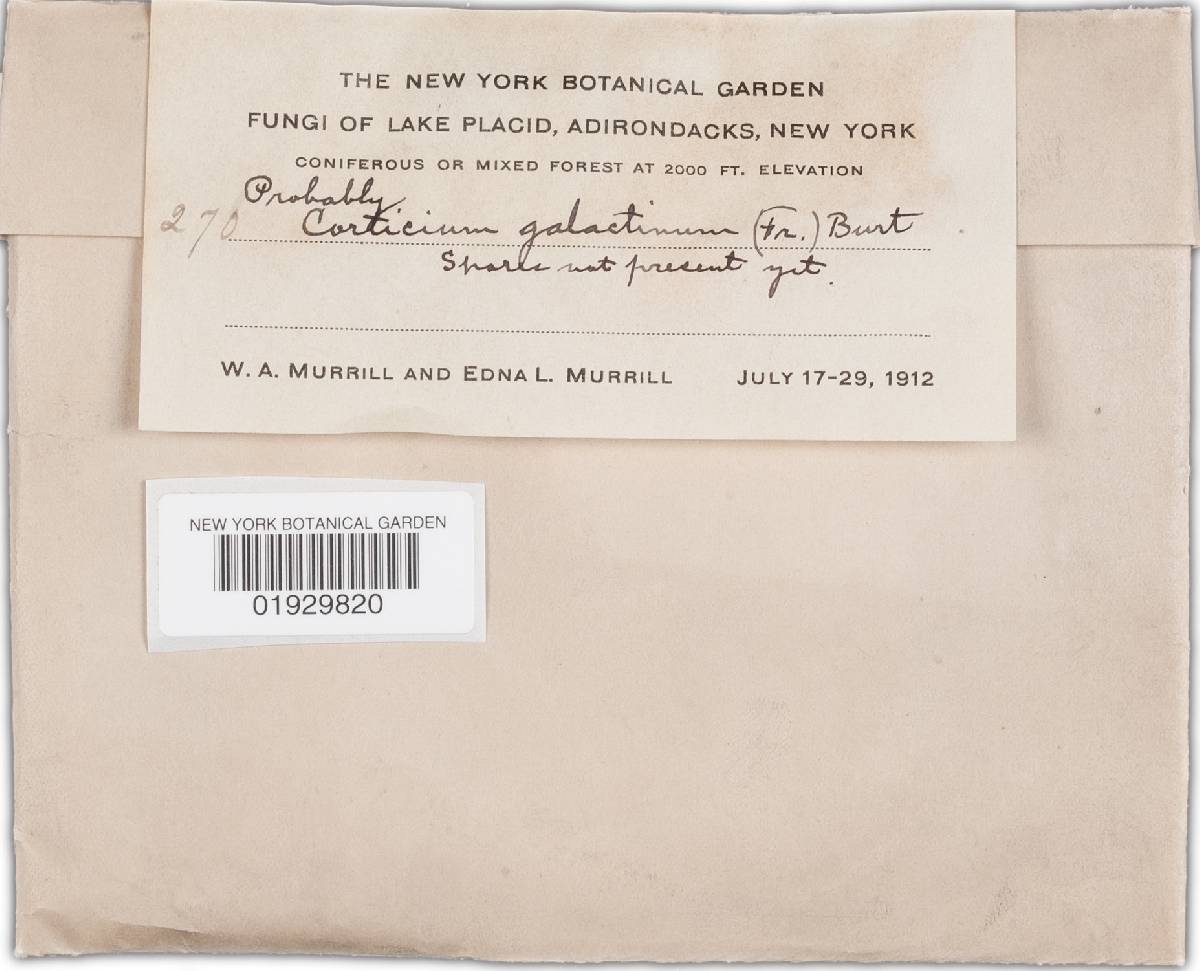 THE NEW YORK BOTANICAL GARDEN
FUNGI OF LAKE PLACID, ADIRONDACKS, NEW YORK
CONIFEROUS OR MIXED FOREST AT 2000 FT. ELEVATION
Probably
270 Corticium galactinum (Fr.) Burt
Spores not present yet.
W. A. MURRILL AND EDNA L. MURRILL JULY 17-29, 1912
NEW YORK BOTANICAL GARDEN
01929820